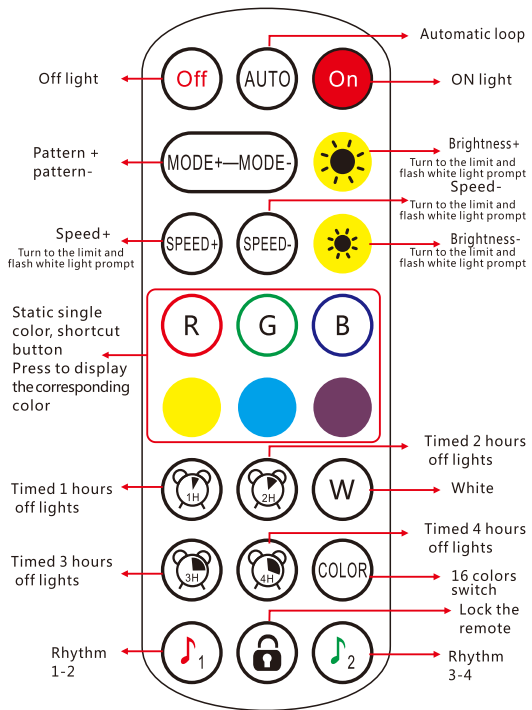 Automatic loop
Off light
Off
AUTO
On
ON light
Pattern +
pattern-
MODE+—MODE-
Brightness+
Turn to the limit and
flash white light prompt
Speed-
Turn to the limit and
flash white light prompt
Speed+
Turn to the limit and
flash white light prompt
SPEED+
SPEED-
Brightness-
Turn to the limit and
flash white light prompt
Static single
color, shortcut
button
Press to display
the corresponding
color
R
G
B
Timed 2 hours
off lights
Timed 1 hours
off lights
1H
2H
W
White
Timed 4 hours
off lights
Timed 3 hours
off lights
3H
4H
COLOR
16 colors
switch
Lock the
remote
Rhythm
1-2
1
2
Rhythm
3-4